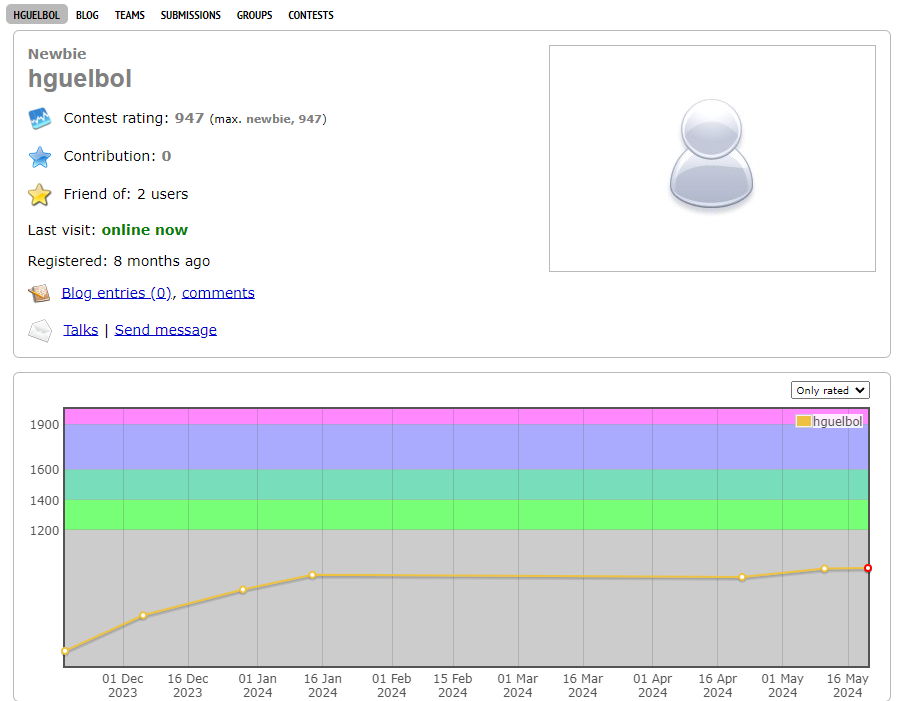 HGUELBOL BLOG TEAMS SUBMISSIONS GROUPS CONTESTS
Newbie
hguelbol
Contest rating: 947 (max. newbie, 947)
Contribution: 0
Friend of: 2 users
Last visit: online now
Registered: 8 months ago
Blog entries (0), comments
Talks | Send message
Only rated
hguelbol
1900
1600
1400
1200
01 Dec 16 Dec 01 Jan 16 Jan 01 Feb 15 Feb 01 Mar 16 Mar 01 Apr 16 Apr 01 May 16 May
2023 2023 2024 2024 2024 2024 2024 2024 2024 2024 2024 2024